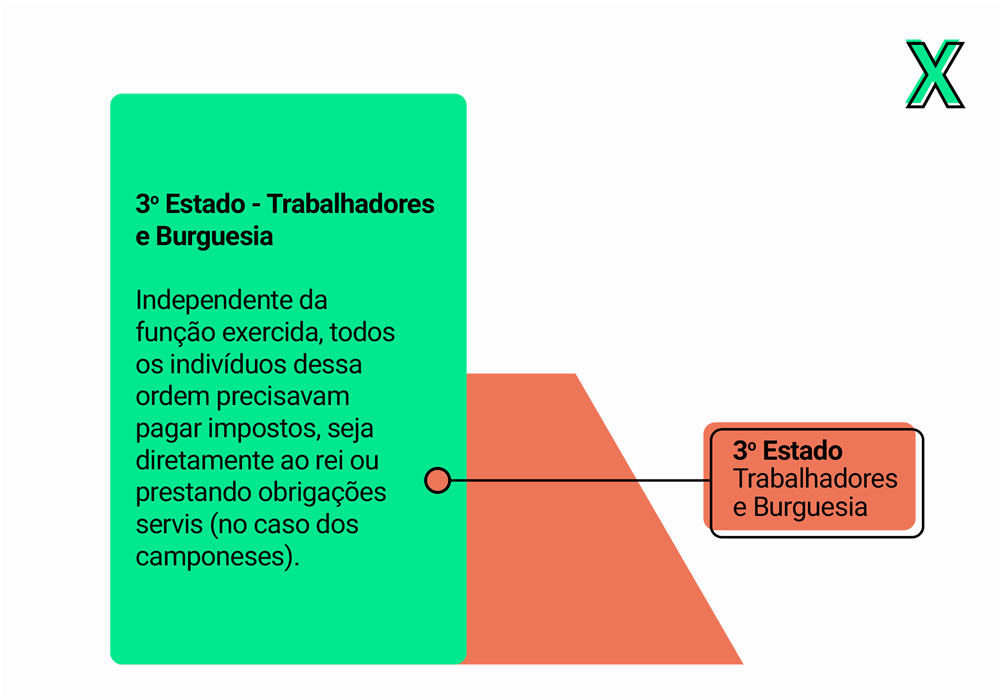 X
3º Estado - Trabalhadores
e Burguesia
Independente da
função exercida, todos
os indivíduos dessa
ordem precisavam
pagar impostos, seja
diretamente ao rei ou
prestando obrigações
servis (no caso dos
camponeses).
3º Estado
Trabalhadores
e Burguesia